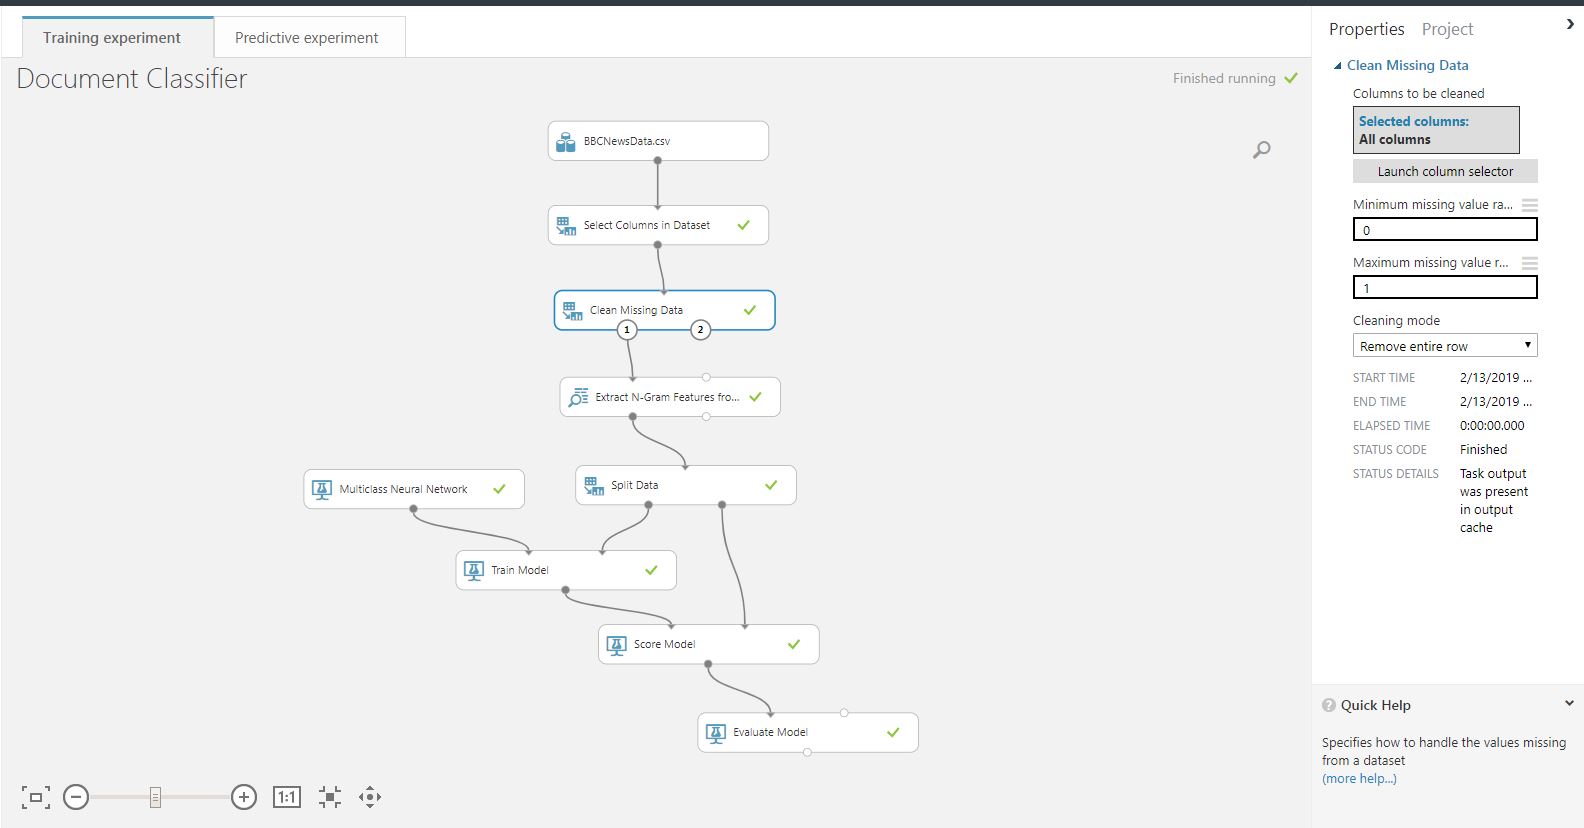 Training experiment
Predictive experiment
Document Classifier
Finished running
BBCNewsData.csv
Select Columns in Dataset
Clean Missing Data
1
2
Extract N-Gram Features fro...
Multiclass Neural Network
Split Data
Train Model
Score Model
Evaluate Model
1:1
Properties
Project
Clean Missing Data
Columns to be cleaned
Selected columns:
All columns
Launch column selector
Minimum missing value ra...
0
Maximum missing value r...
1
Cleaning mode
Remove entire row
START TIME 2/13/2019 ...
END TIME 2/13/2019 ...
ELAPSED TIME 0:00:00.000
STATUS CODE Finished
STATUS DETAILS Task output
was present
in output
cache
? Quick Help
Specifies how to handle the values missing
from a dataset
(more help...)